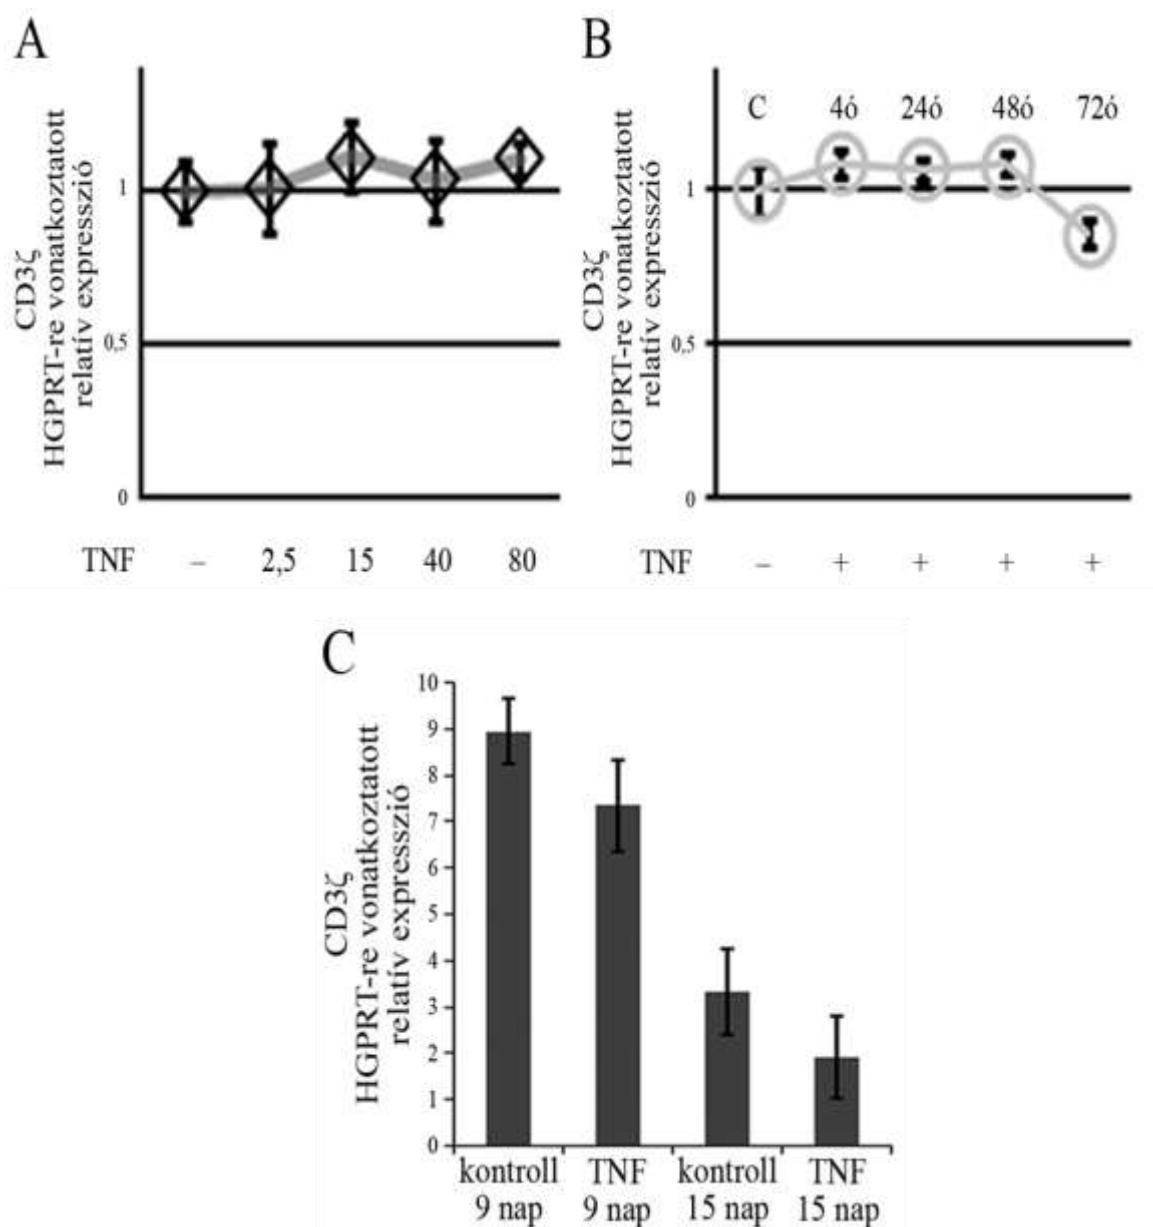 A
CD3ζ
HGPRT-re vonatkoztatott
relatív expresszió
1
0,5
0
TNF – 2,5 15 40 80
B
CD3ζ
HGPRT-re vonatkoztatott
relatív expresszió
C 4ó 24ó 48ó 72ó
1
0,5
0
TNF – + + + +
C
CD3ζ
HGPRT-re vonatkoztatott
relatív expresszió
10
9
8
7
6
5
4
3
2
1
0
kontroll TNF kontroll TNF
9 nap 9 nap 15 nap 15 nap